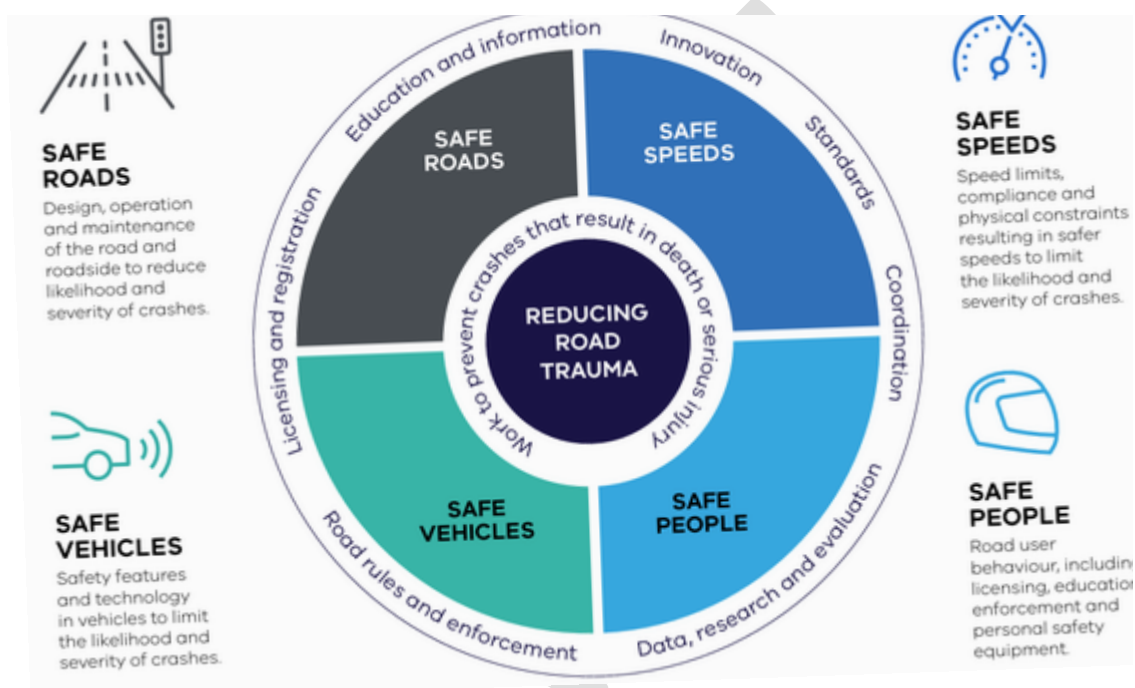 SAFE
ROADS
Design, operation
and maintenance
of the road and
roadside to reduce
likelihood and
severity of crashes.
SAFE
VEHICLES
Safety features
and technology
in vehicles to limit
the likelihood and
severity of crashes.
Education and information
Innovation
Standards
Coordination
Data, research and evaluation
Road rules and enforcement
Licensing and registration
SAFE
ROADS
SAFE
SPEEDS
SAFE
VEHICLES
SAFE
PEOPLE
Work to prevent crashes that result in death or serious injury
REDUCING
ROAD
TRAUMA
SAFE
SPEEDS
Speed limits,
compliance and
physical constraints
resulting in safer
speeds to limit
the likelihood and
severity of crashes.
SAFE
PEOPLE
Road user
behaviour, includin
licensing, education
enforcement and
personal safety
equipment.